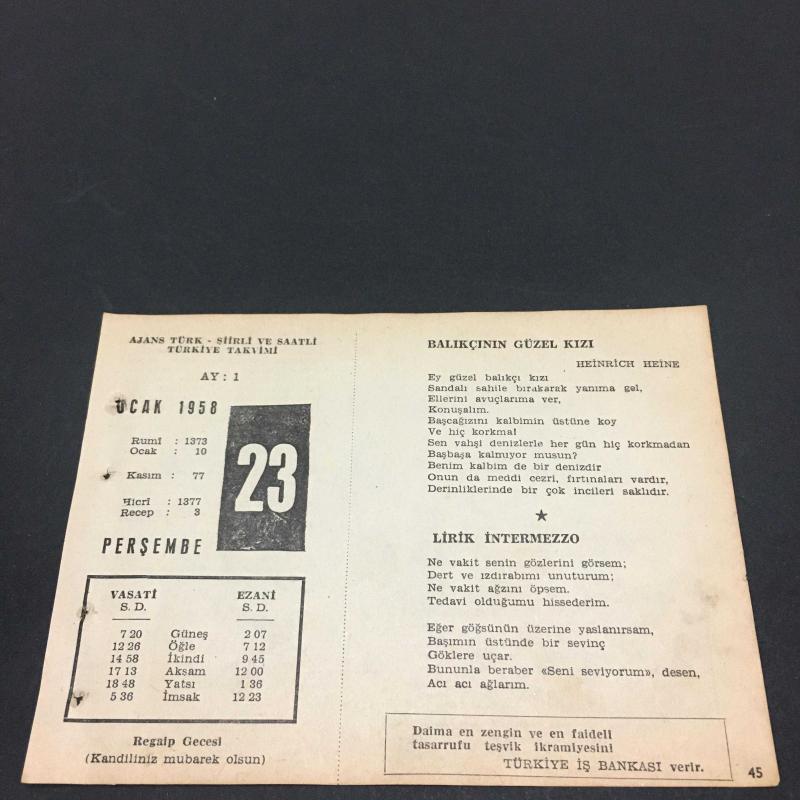 AJANS TÜRK - ŞİİRLİ VE SAATLİ
TÜRKİYE TAKVİMİ
AY : 1
OCAK 1958
Rumî : 1373
Ocak : 10
Kasım : 77
Hicrî : 1377
Recep : 3
23
PERŞEMBE
VASATİ EZANİ
S. D. S. D.
7 20 Güneş 2 07
12 26 Öğle 7 12
14 58 İkindi 9 45
17 13 Akşam 12 00
18 48 Yatsı 1 36
5 36 İmsak 12 23
Regaip Gecesi
(Kandiliniz mubarek olsun)
BALIKÇININ GÜZEL KIZI
HEİNRİCH HEİNE
Ey güzel balıkçı kızı
Sandalı sahile bırakarak yanıma gel,
Ellerini avuçlarıma ver,
Konuşalım.
Başcağızını kalbimin üstüne koy
Ve hiç korkma!
Sen vahşi denizlerle her gün hiç korkmadan
Başbaşa kalmıyor musun?
Benim kalbim de bir denizdir
Onun da meddi cezri, fırtınaları vardır,
Derinliklerinde bir çok incileri saklıdır.
★
LİRİK İNTERMEZZO
Ne vakit senin gözlerini görsem;
Dert ve ızdırabımı unuturum;
Ne vakit ağzını öpsem.
Tedavi olduğumu hissederim.
Eğer göğsünün üzerine yaslanırsam,
Başımın üstünde bir sevinç
Göklere uçar.
Bununla beraber «Seni seviyorum», desen,
Acı acı ağlarım.
Daima en zengin ve en faideli
tasarrufu teşvik ikramiyesini
TÜRKİYE İŞ BANKASI verir.
45